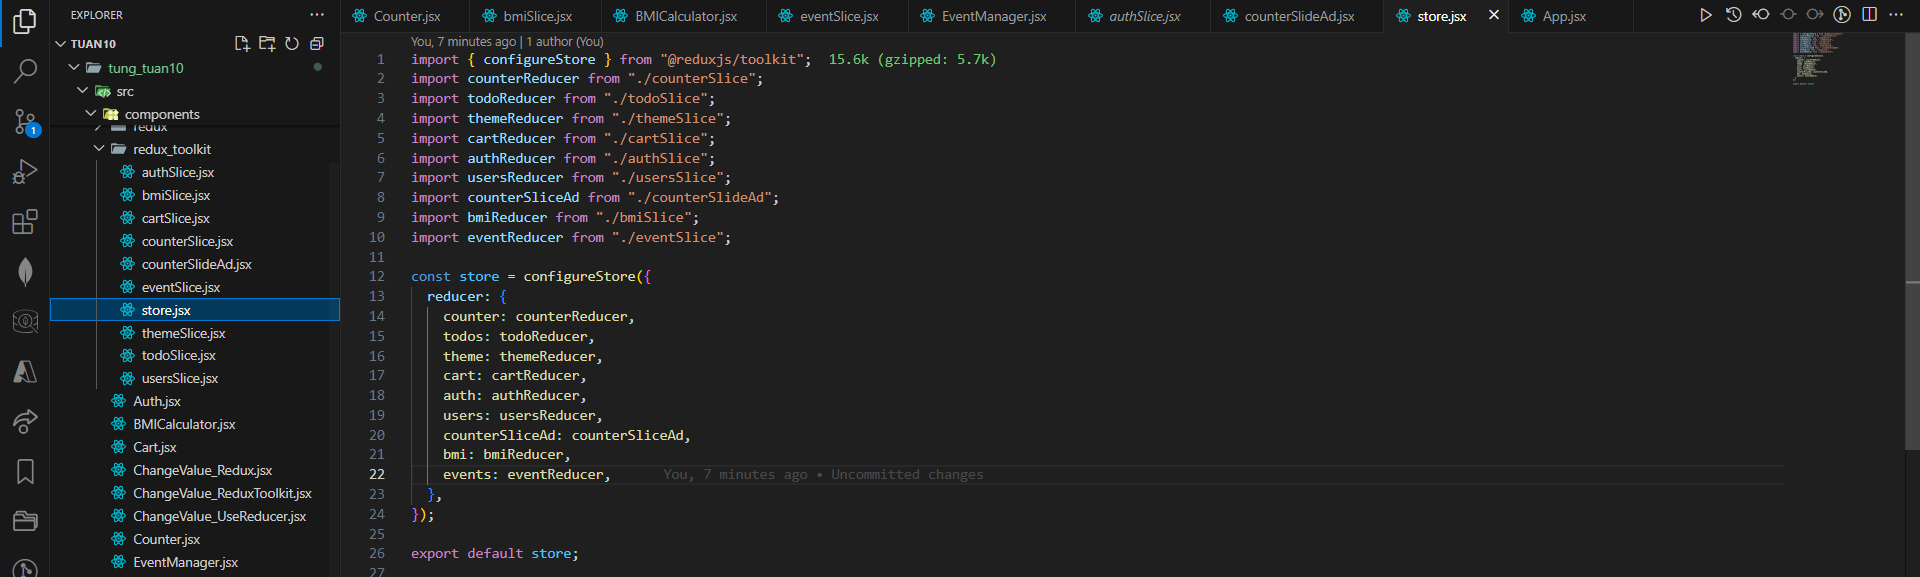 EXPLORER
TUAN10
tung_tuan10
src
components
redux
redux_toolkit
authSlice.jsx
bmiSlice.jsx
cartSlice.jsx
counterSlice.jsx
counterSlideAd.jsx
eventSlice.jsx
store.jsx
themeSlice.jsx
todoSlice.jsx
usersSlice.jsx
Auth.jsx
BMICalculator.jsx
Cart.jsx
ChangeValue_Redux.jsx
ChangeValue_ReduxToolkit.jsx
ChangeValue_UseReducer.jsx
Counter.jsx
EventManager.jsx
1
Counter.jsx bmiSlice.jsx BMICalculator.jsx eventSlice.jsx EventManager.jsx authSlice.jsx counterSlideAd.jsx store.jsx App.jsx
You, 7 minutes ago | 1 author (You)
1 import { configureStore } from "@reduxjs/toolkit"; 15.6k (gzipped: 5.7k)
2 import counterReducer from "./counterSlice";
3 import todoReducer from "./todoSlice";
4 import themeReducer from "./themeSlice";
5 import cartReducer from "./cartSlice";
6 import authReducer from "./authSlice";
7 import usersReducer from "./usersSlice";
8 import counterSliceAd from "./counterSlideAd";
9 import bmiReducer from "./bmiSlice";
10 import eventReducer from "./eventSlice";
11
12 const store = configureStore({
13 reducer: {
14 counter: counterReducer,
15 todos: todoReducer,
16 theme: themeReducer,
17 cart: cartReducer,
18 auth: authReducer,
19 users: usersReducer,
20 counterSliceAd: counterSliceAd,
21 bmi: bmiReducer,
22 events: eventReducer, You, 7 minutes ago • Uncommitted changes
23 },
24 });
25
26 export default store;
27